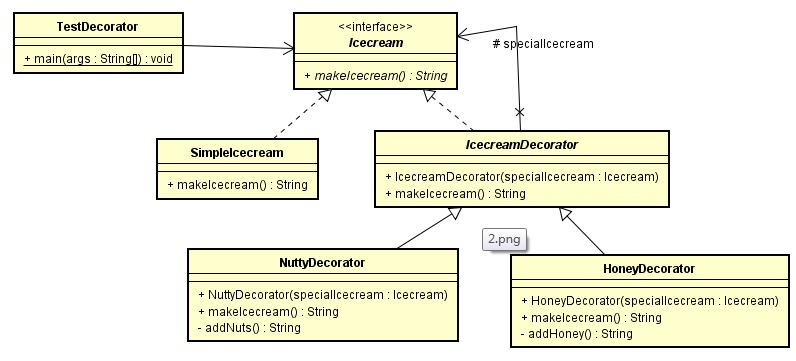 TestDecorator
+ main(args : String[]) : void
<<interface>>
Icecream
+ makeIcecream() : String
# specialIcecream
SimpleIcecream
+ makeIcecream() : String
IcecreamDecorator
+ IcecreamDecorator(specialIcecream : Icecream)
+ makeIcecream() : String
2.png
NuttyDecorator
+ NuttyDecorator(specialIcecream : Icecream)
+ makeIcecream() : String
- addNuts() : String
HoneyDecorator
+ HoneyDecorator(specialIcecream : Icecream)
+ makeIcecream() : String
- addHoney() : String